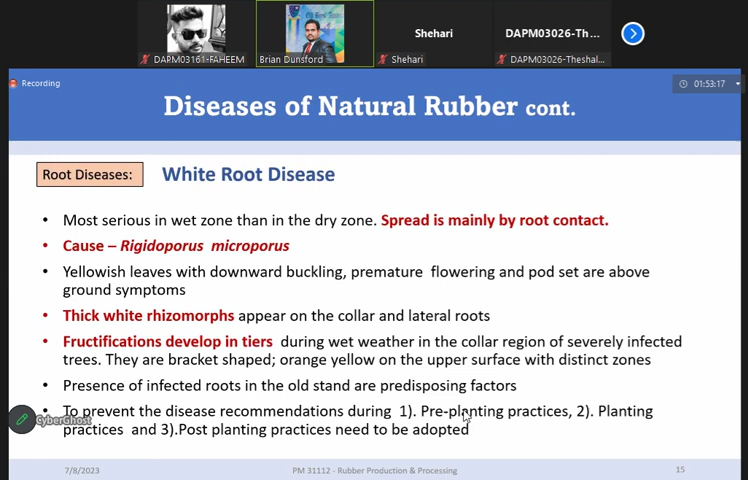 DARM03161-FAHEEM
Brian Dunsford
Shehari
Shehari
DAPM03026-Th...
DAPM03026-Theshal...
Recording
01:53:17
Diseases of Natural Rubber cont.
Root Diseases:
White Root Disease
• Most serious in wet zone than in the dry zone. Spread is mainly by root contact.
• Cause – Rigidoporus microporus
• Yellowish leaves with downward buckling, premature flowering and pod set are above
ground symptoms
• Thick white rhizomorphs appear on the collar and lateral roots
• Fructifications develop in tiers during wet weather in the collar region of severely infected
trees. They are bracket shaped; orange yellow on the upper surface with distinct zones
• Presence of infected roots in the old stand are predisposing factors
• To prevent the disease recommendations during 1). Pre-planting practices, 2). Planting
practices and 3).Post planting practices need to be adopted
CyberGhost
7/8/2023
PM 31112 - Rubber Production & Processing
15